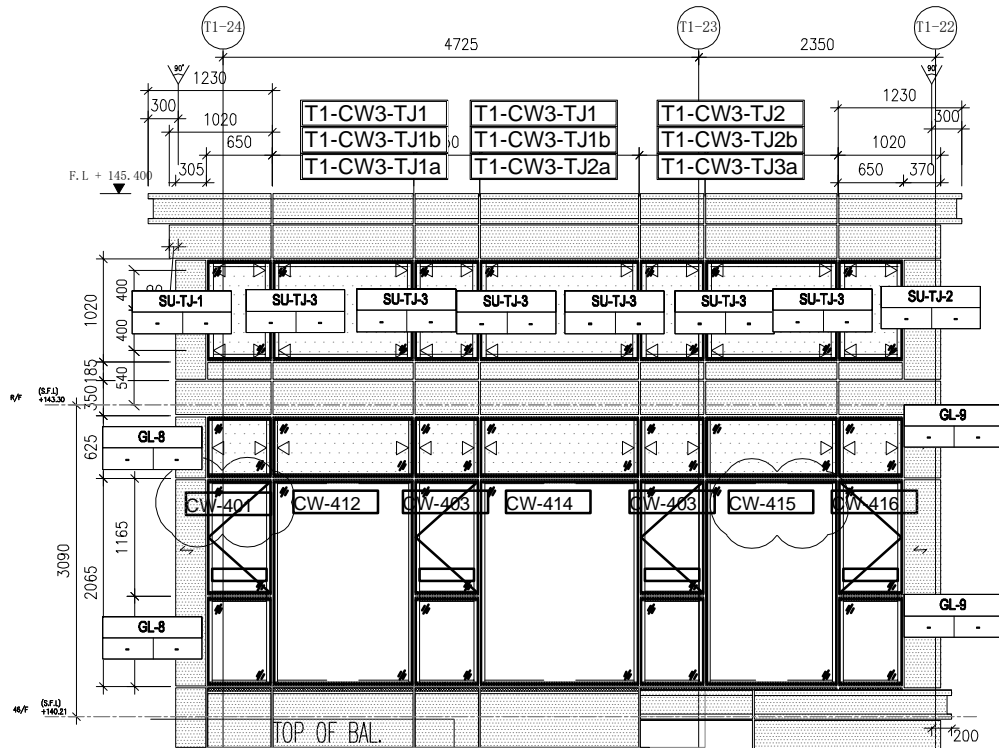 T1-24
T1-23
T1-22
4725
2350
90°
90°
1230
1230
300
300
1020
1020
650
650
370
305
T1-CW3-TJ1
T1-CW3-TJ1b
T1-CW3-TJ1a
T1-CW3-TJ1
T1-CW3-TJ1b
T1-CW3-TJ2a
T1-CW3-TJ2
T1-CW3-TJ2b
T1-CW3-TJ3a
F.L + 145.400
1020
400
400
540
185
350
625
1165
2065
3090
SU-TJ-1
- -
SU-TJ-3
- -
SU-TJ-3
- -
SU-TJ-3
- -
SU-TJ-3
- -
SU-TJ-3
- -
SU-TJ-3
- -
SU-TJ-2
- -
R/F
(S.F.L)
+143.30
GL-8
- -
GL-9
- -
CW-401
CW-412
CW-403
CW-414
CW-403
CW-415
CW-416
GL-8
- -
GL-9
- -
46/F
(S.F.L)
+140.21
TOP OF BAL.
200